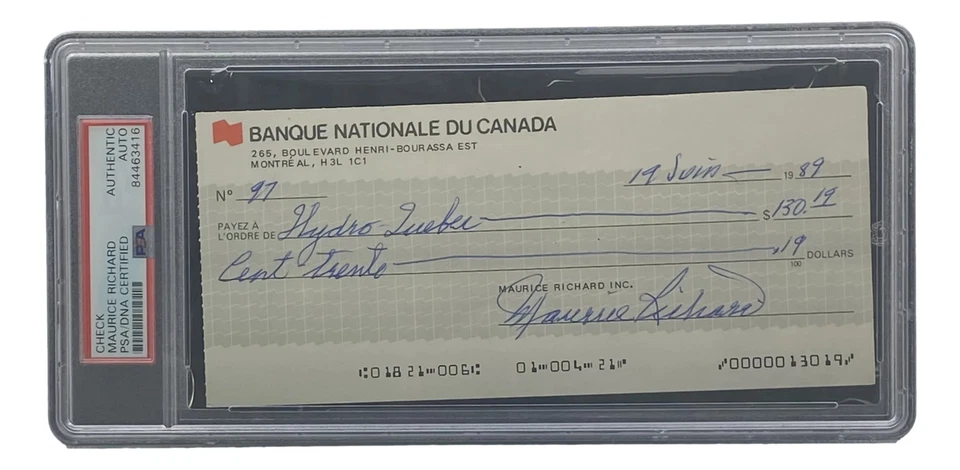 CHECK
MAURICE RICHARD
PSA/DNA CERTIFIED
PSA
AUTHENTIC
AUTO
84463416
BANQUE NATIONALE DU CANADA
265, BOULEVARD HENRI-BOURASSA EST
MONTRÉAL, H3L 1C1
Nº 97
19 Juin 1989
PAYEZ À
L'ORDRE DE Hydro Quebec $ 130.19
Cent trente .19/100 DOLLARS
MAURICE RICHARD INC.
Maurice Richard
⑆01821⑉006⑆ 01⑉004⑉21⑈ ⑇0000013019⑇